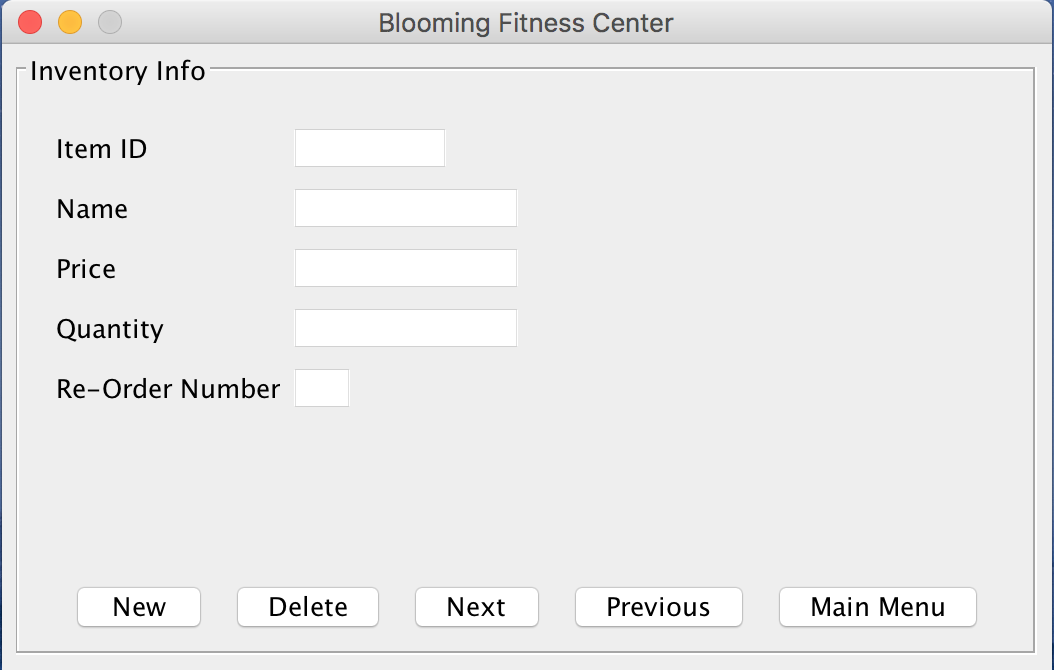 Blooming Fitness Center
Inventory Info
Item ID
Name
Price
Quantity
Re-Order Number
New Delete Next Previous Main Menu